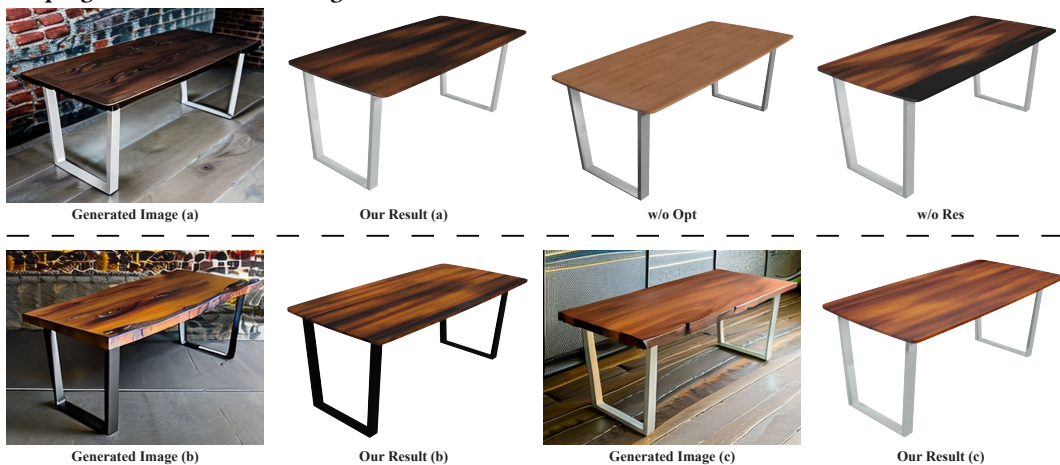 Generated Image (a)
Our Result (a)
w/o Opt
w/o Res
Generated Image (b)
Our Result (b)
Generated Image (c)
Our Result (c)